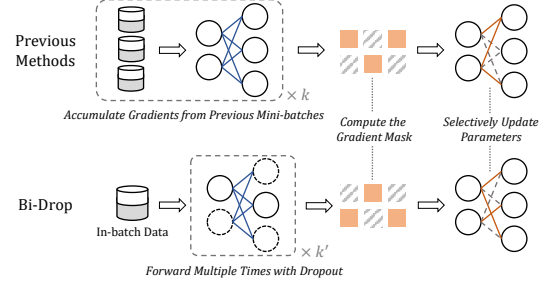 Previous
Methods
× k
Accumulate Gradients from Previous Mini-batches
Compute the
Gradient Mask
Selectively Update
Parameters
Bi-Drop
In-batch Data
× k′
Forward Multiple Times with Dropout